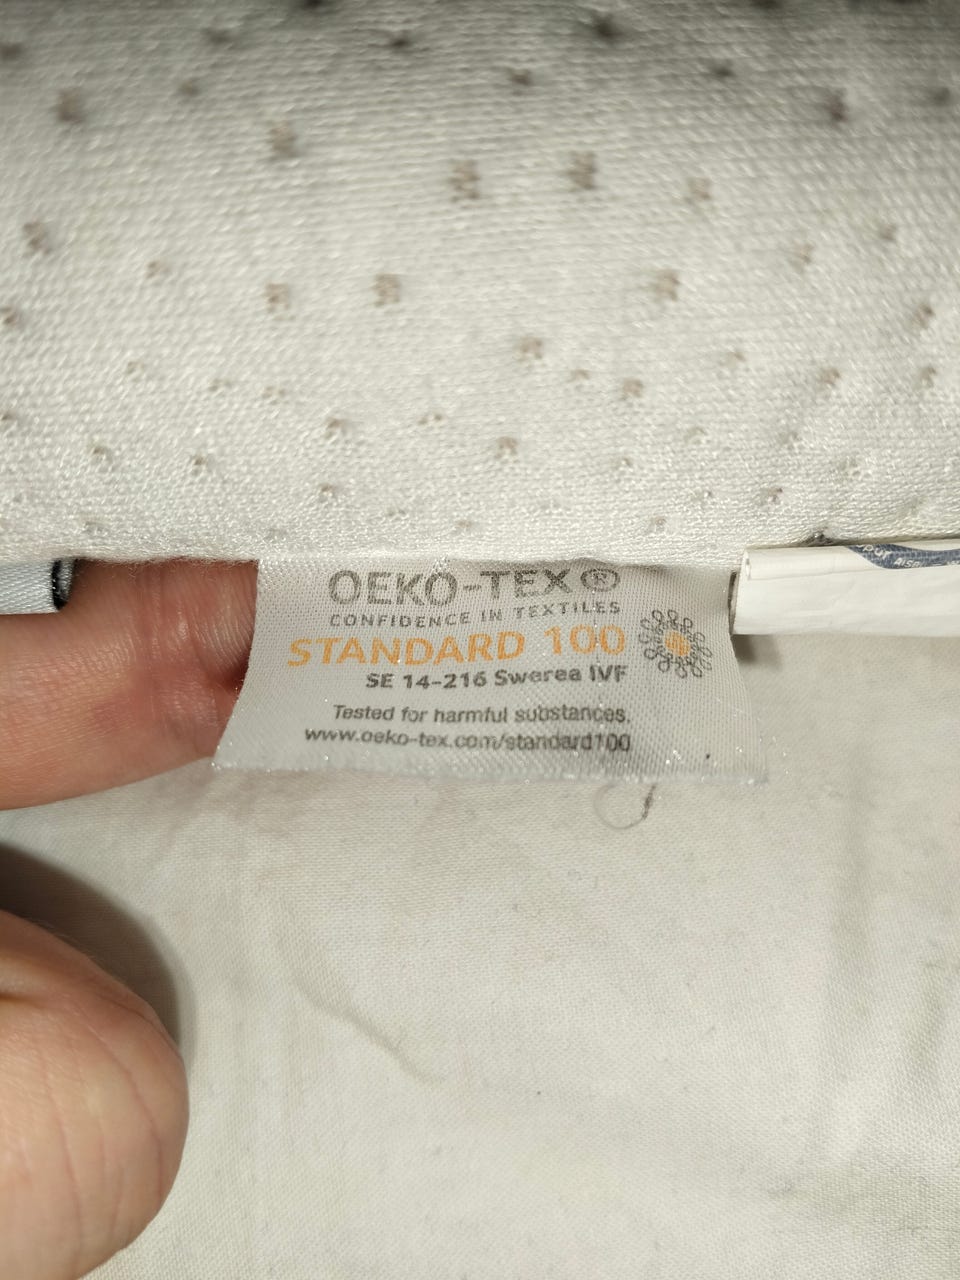 OEKO-TEX®
CONFIDENCE IN TEXTILES
STANDARD 100
SE 14-216 Swerea IVF
Tested for harmful substances.
www.oeko-tex.com/standard100